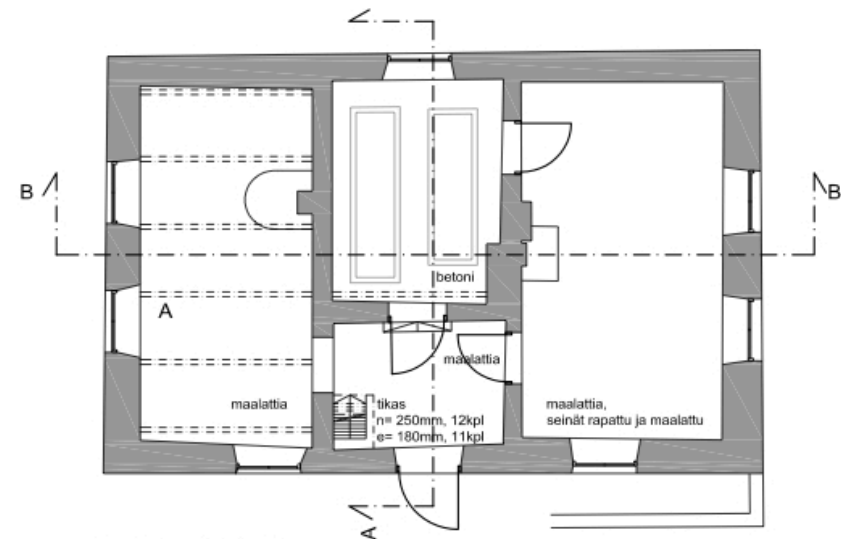 B
B
betoni
A
maalattia
maalattia
tikas
n= 250mm, 12kpl
e= 180mm, 11kpl
maalattia,
seinät rapattu ja maalattu
A